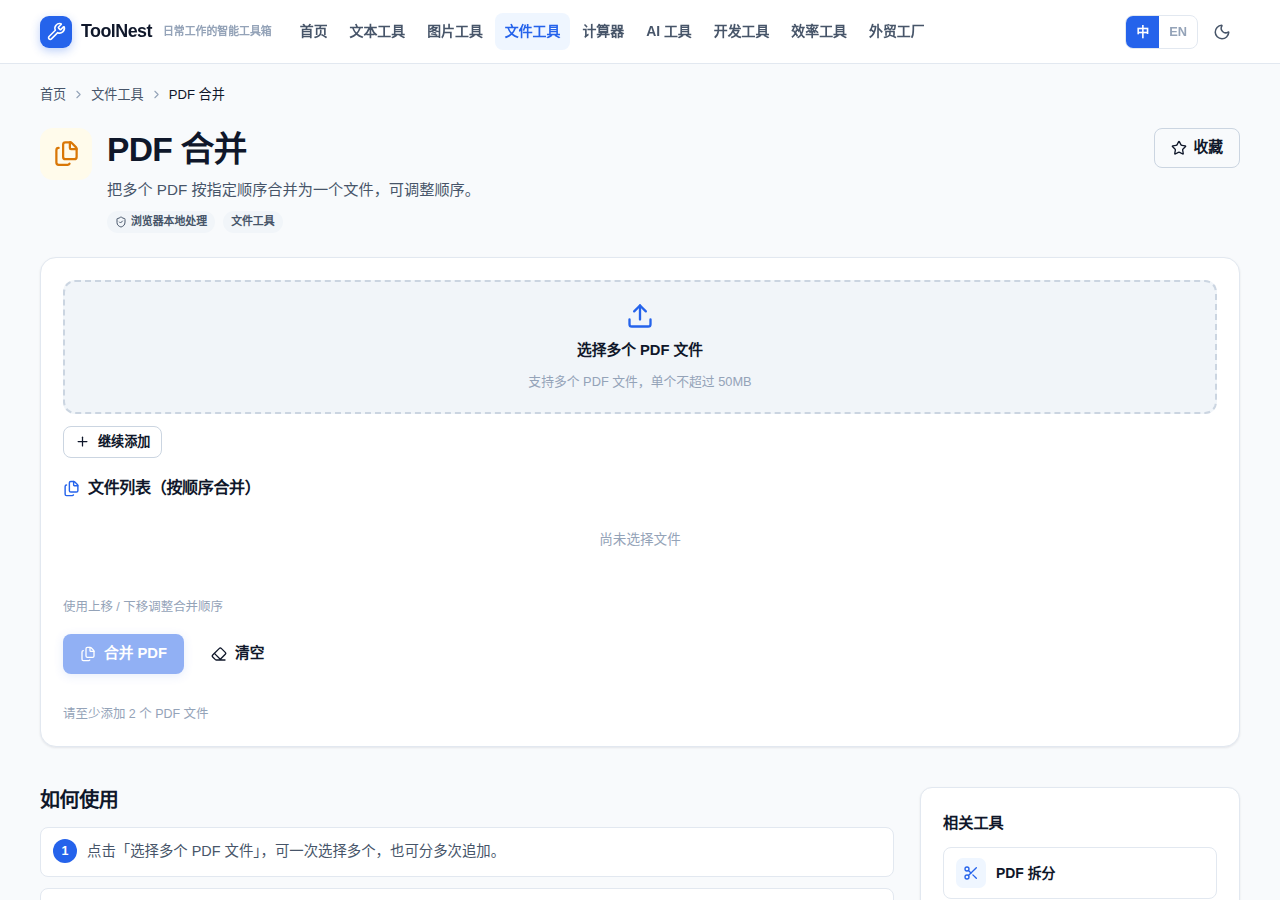 ToolNest 日常工作的智能工具箱 首页 文本工具 图片工具 文件工具 计算器 AI 工具 开发工具 效率工具 外贸工厂 中 EN
首页 > 文件工具 > PDF 合并
PDF 合并
收藏
把多个 PDF 按指定顺序合并为一个文件，可调整顺序。
浏览器本地处理 文件工具
选择多个 PDF 文件
支持多个 PDF 文件，单个不超过 50MB
+ 继续添加
文件列表（按顺序合并）
尚未选择文件
使用上移 / 下移调整合并顺序
合并 PDF 清空
请至少添加 2 个 PDF 文件
如何使用
1 点击「选择多个 PDF 文件」，可一次选择多个，也可分多次追加。
相关工具
PDF 拆分